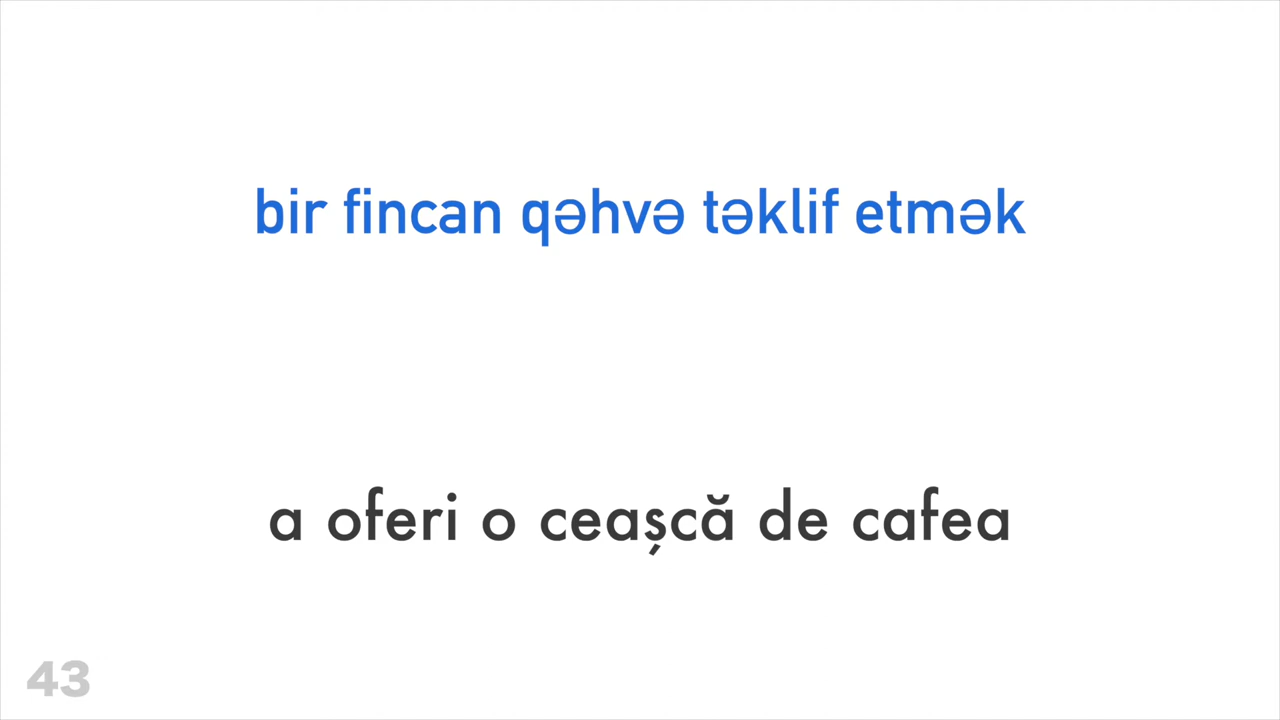 bir fincan qəhvə təklif etmək
a oferi o ceașcă de cafea
43